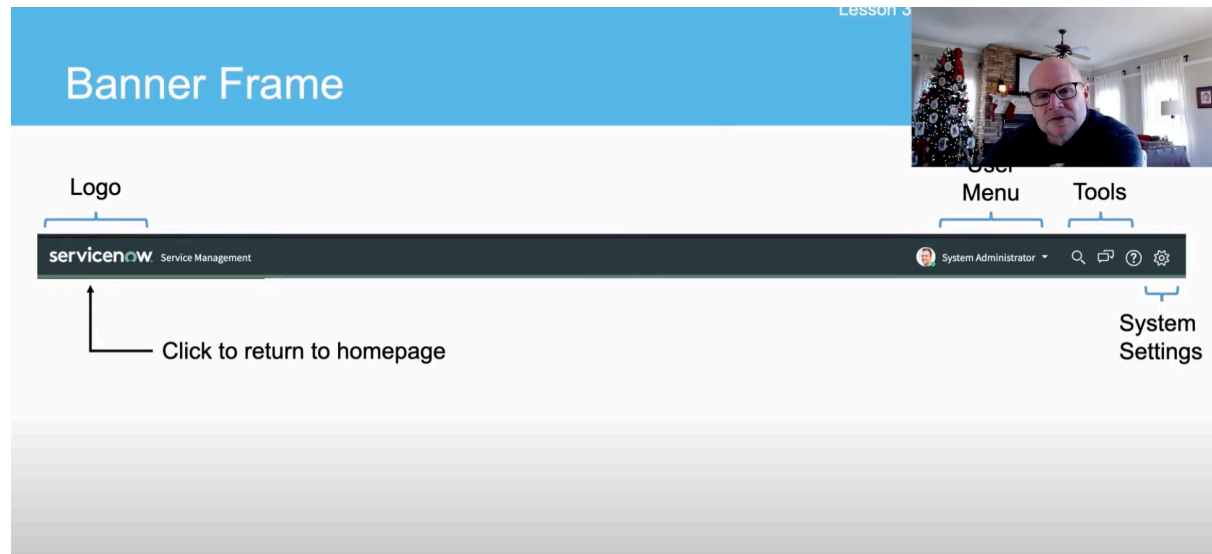 Lesson 3
Banner Frame
Logo
User
Menu
Tools
servicenow. Service Management
System Administrator
Click to return to homepage
System
Settings